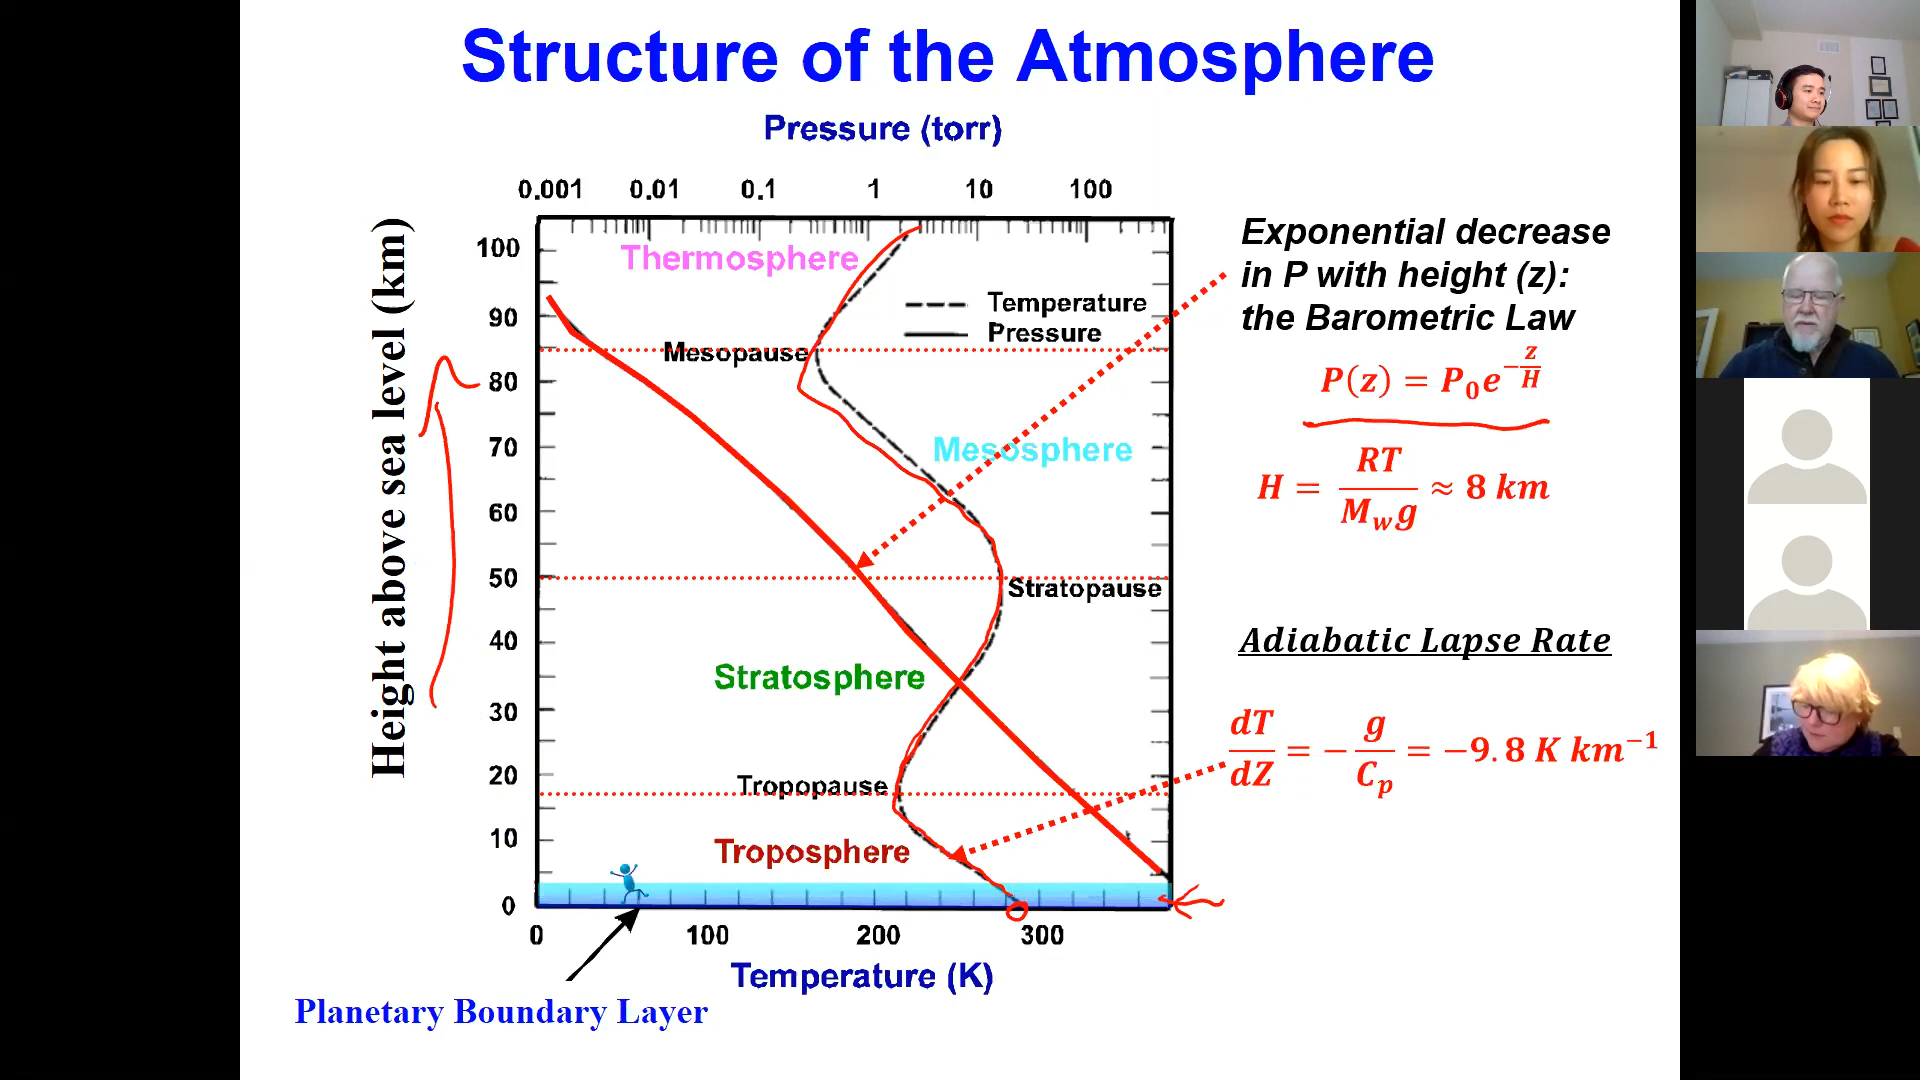 Structure of the Atmosphere
Pressure (torr)
0.001 0.01 0.1 1 10 100
Height above sea level (km)
100
90
80
70
60
50
40
30
20
10
0
Thermosphere
Temperature
Pressure
Mesopause
Mesosphere
Stratopause
Stratosphere
Tropopause
Troposphere
0 100 200 300
Temperature (K)
Planetary Boundary Layer
Exponential decrease
in P with height (z):
the Barometric Law
P(z) = P₀e^(-z/H)
H = RT/(M_w g) ≈ 8 km
Adiabatic Lapse Rate
dT/dZ = − g/C_p = −9.8 K km⁻¹